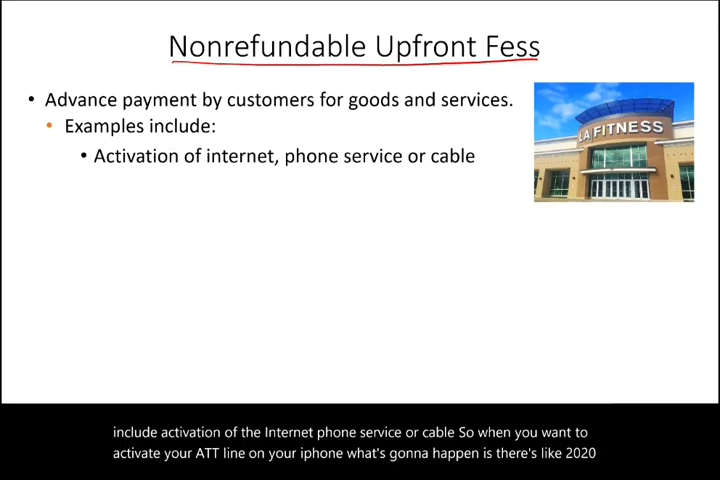 Nonrefundable Upfront Fess
• Advance payment by customers for goods and services.
• Examples include:
• Activation of internet, phone service or cable
LA FITNESS
include activation of the Internet phone service or cable So when you want to
activate your ATT line on your iphone what's gonna happen is there's like 2020